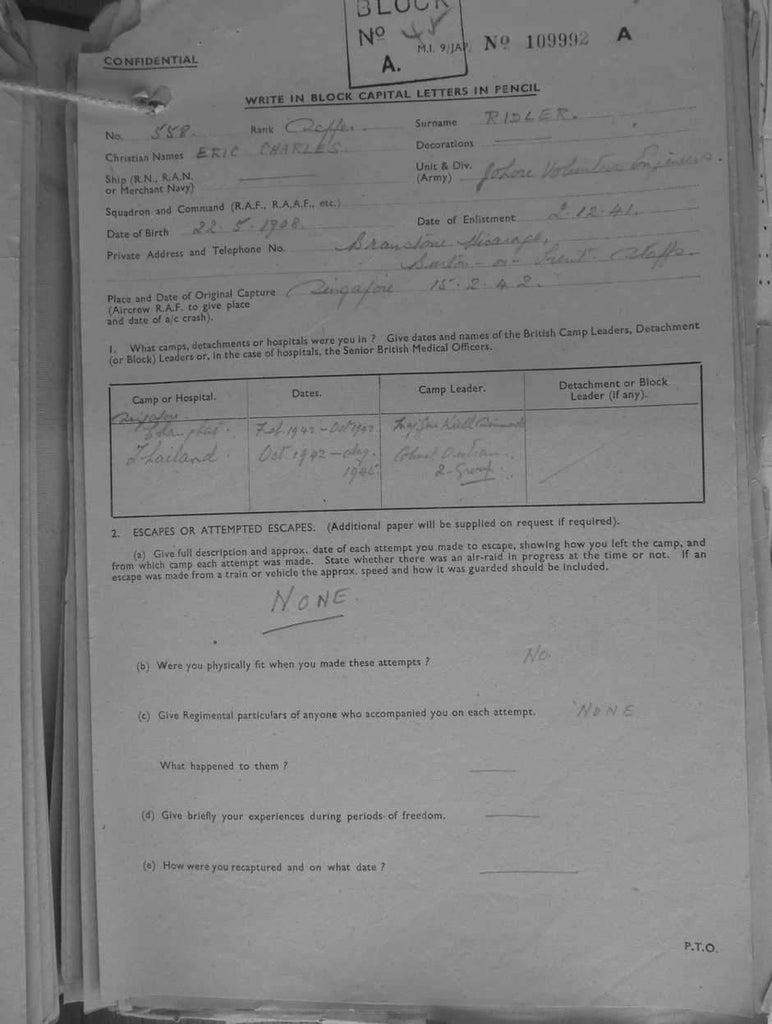 BLOCK
No 45
A.
M.I. 9/JAP No 109992 A
CONFIDENTIAL
WRITE IN BLOCK CAPITAL LETTERS IN PENCIL
No. 558. Rank Sapper. Surname RIDLER.
Christian Names ERIC CHARLES. Decorations
Ship (R.N., R.A.N. or Merchant Navy)
Unit & Div. (Army) Johore Volunteer Engineers.
Squadron and Command (R.A.F., R.A.A.F., etc.)
Date of Birth 22-5-1908. Date of Enlistment 2.12.41.
Private Address and Telephone No. Branstone Vicarage,
Burton-on-Trent Staffs.
Place and Date of Original Capture Singapore 15.2.42.
(Aircrew R.A.F. to give place
and date of a/c crash).
1. What camps, detachments or hospitals were you in ? Give dates and names of the British Camp Leaders, Detachment
(or Block) Leaders or, in the case of hospitals, the Senior British Medical Officers.
Camp or Hospital. Dates. Camp Leader. Detachment or Block
Leader (if any).
Singapore
Feb. 1942-Oct 1942
Thailand Oct 1942-Aug. Colonel
1945 2-Group.
2. ESCAPES OR ATTEMPTED ESCAPES. (Additional paper will be supplied on request if required).
(a) Give full description and approx. date of each attempt you made to escape, showing how you left the camp, and
from which camp each attempt was made. State whether there was an air-raid in progress at the time or not. If an
escape was made from a train or vehicle the approx. speed and how it was guarded should be included.
NONE.
(b) Were you physically fit when you made these attempts ? No.
(c) Give Regimental particulars of anyone who accompanied you on each attempt. NONE
What happened to them ?
(d) Give briefly your experiences during periods of freedom.
(e) How were you recaptured and on what date ?
P.T.O.